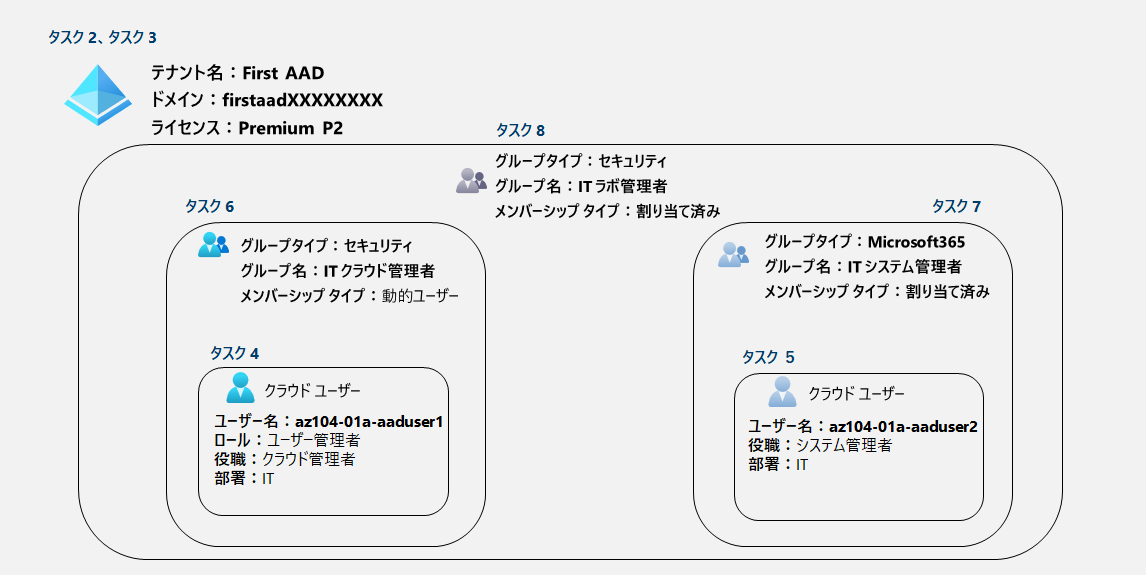 タスク 2、タスク 3
テナント名：First AAD
ドメイン：firstaadXXXXXXXX
ライセンス：Premium P2
タスク 8
グループタイプ：セキュリティ
グループ名：IT ラボ管理者
メンバーシップ タイプ：割り当て済み
タスク 6
グループタイプ：セキュリティ
グループ名：IT クラウド管理者
メンバーシップ タイプ：動的ユーザー
タスク 7
グループタイプ：Microsoft365
グループ名：IT システム管理者
メンバーシップ タイプ：割り当て済み
タスク 4
クラウド ユーザー
ユーザー名：az104-01a-aaduser1
ロール：ユーザー管理者
役職：クラウド管理者
部署：IT
タスク 5
クラウド ユーザー
ユーザー名：az104-01a-aaduser2
役職：システム管理者
部署：IT